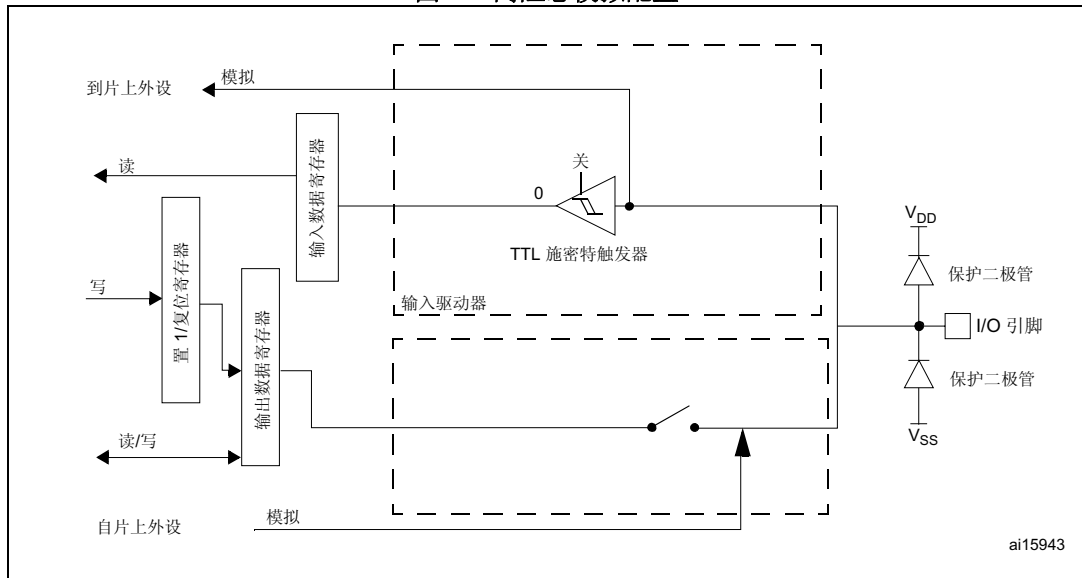 到片上外设
模拟
读
输入数据寄存器
关
0
TTL 施密特触发器
输入驱动器
写
置 1/复位寄存器
输出数据寄存器
读/写
自片上外设
模拟
VDD
保护二极管
I/O 引脚
保护二极管
VSS
ai15943